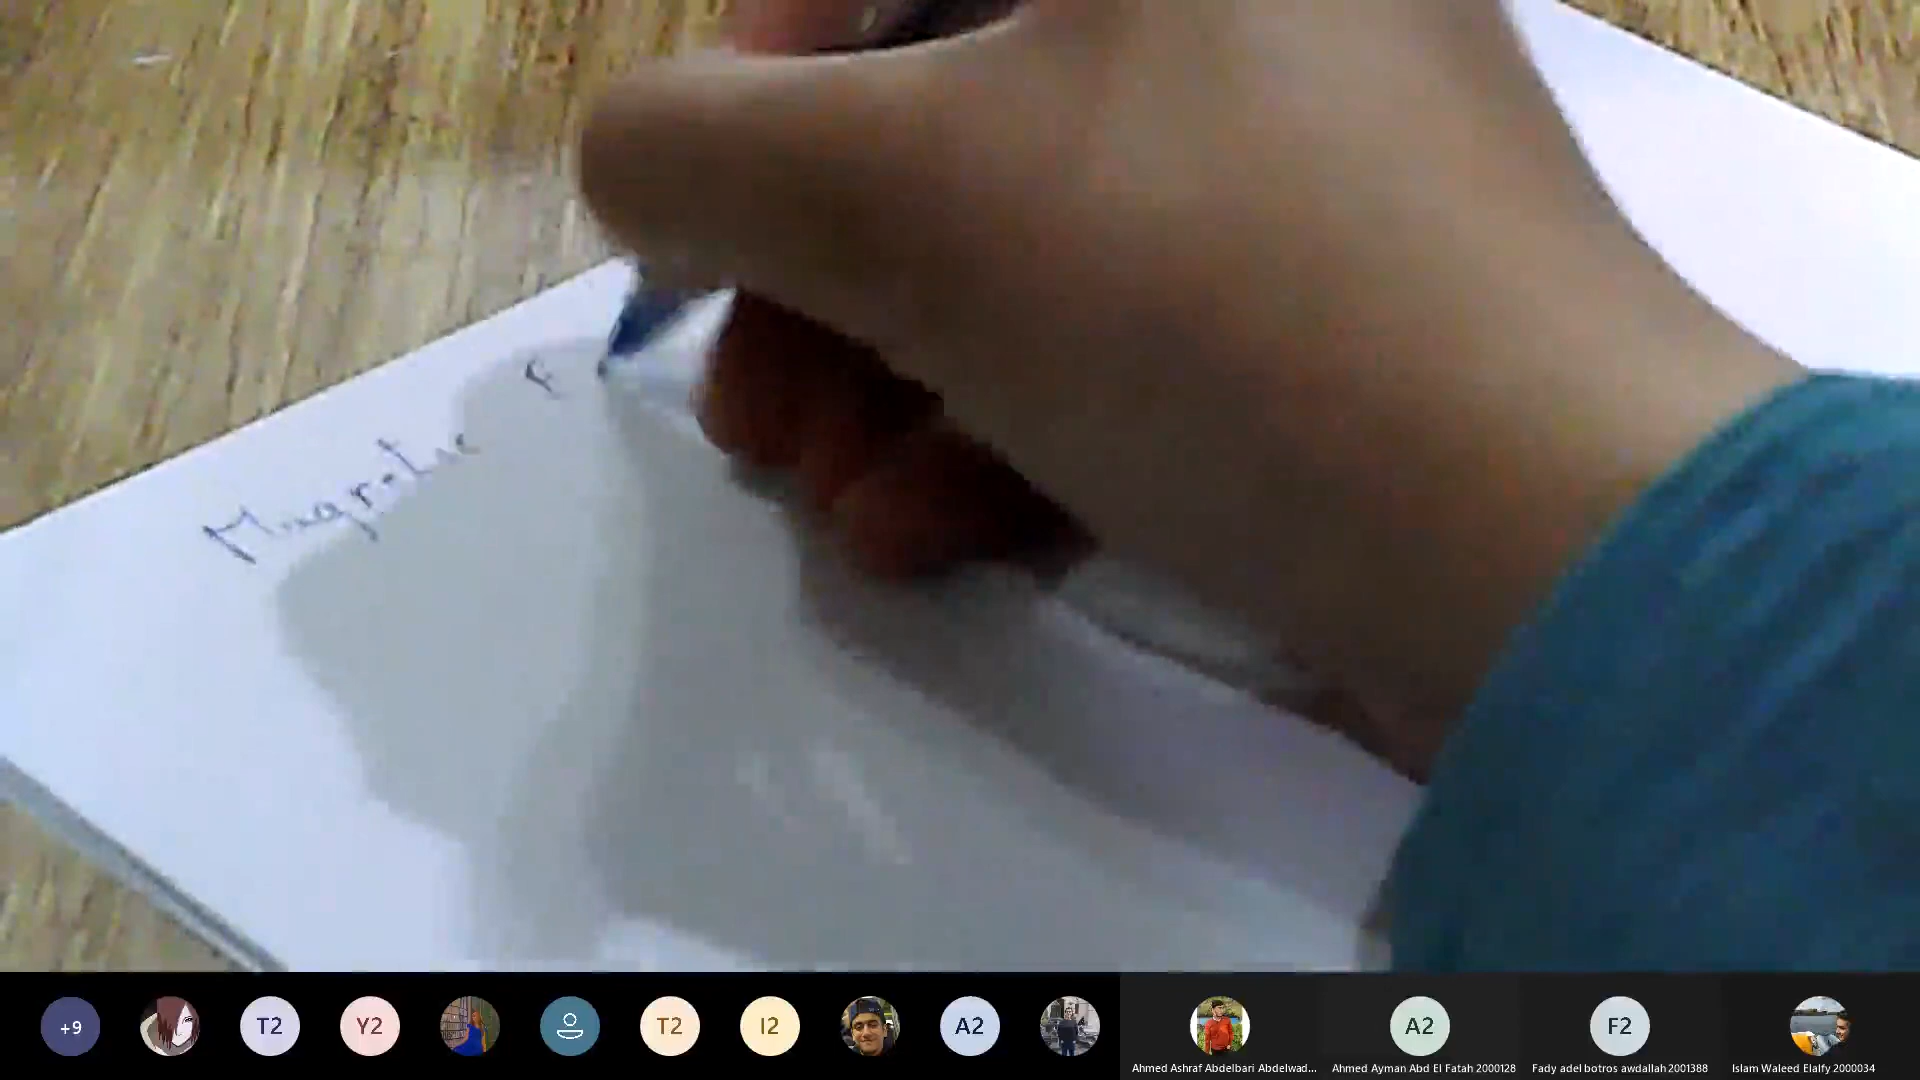 +9
T2
Y2
T2
I2
A2
Ahmed Ashraf Abdelbari Abdelwad...
A2
Ahmed Ayman Abd El Fatah 2000128
F2
Fady adel botros awdallah 2001388
Islam Waleed Elalfy 2000034